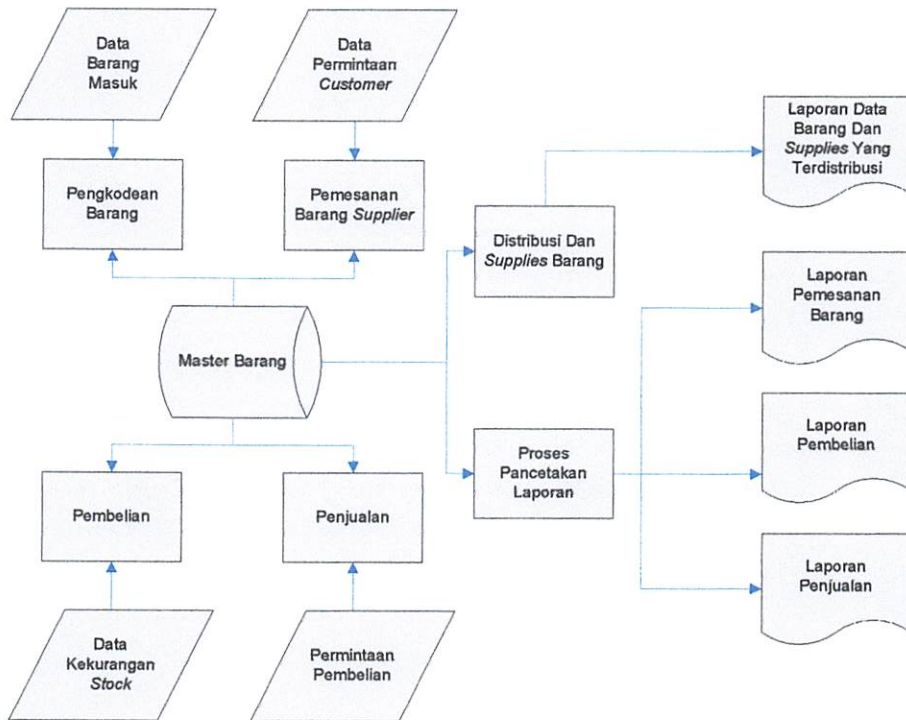 Data
Barang
Masuk
Data
Permintaan
Customer
Pengkodean
Barang
Pemesanan
Barang Supplier
Distribusi Dan
Supplies Barang
Laporan Data
Barang Dan
Supplies Yang
Terdistribusi
Laporan
Pemesanan
Barang
Master Barang
Proses
Pancetakan
Laporan
Laporan
Pembelian
Pembelian
Penjualan
Laporan
Penjualan
Data
Kekurangan
Stock
Permintaan
Pembelian